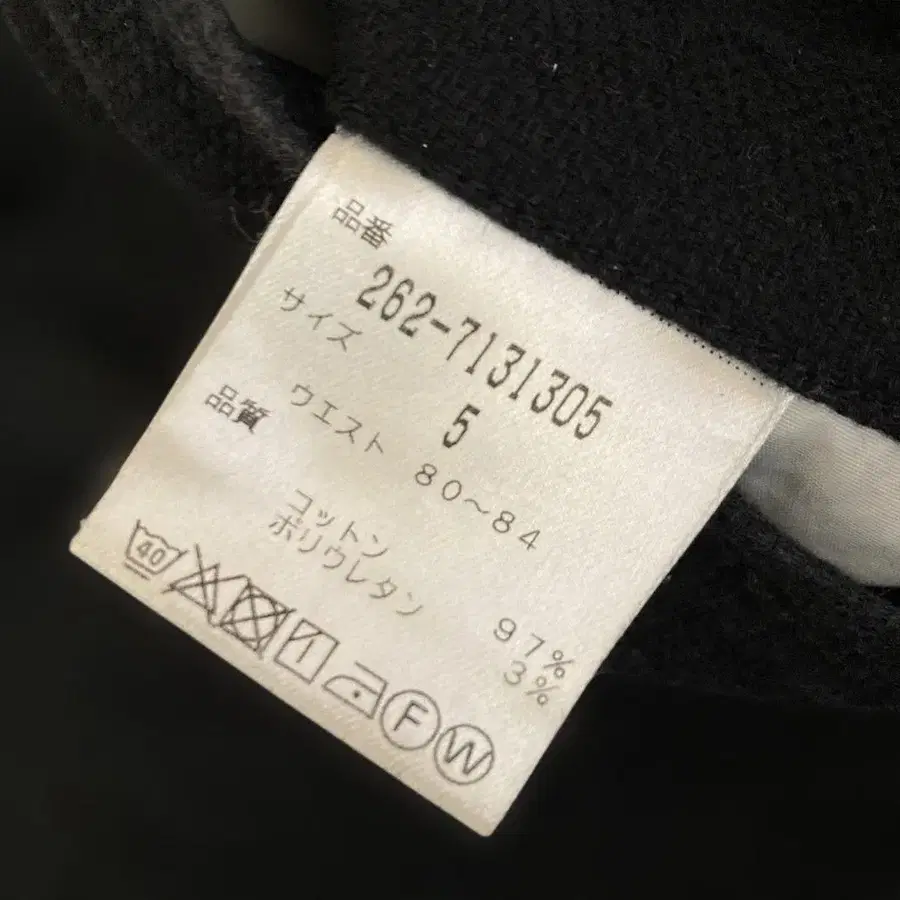 品番
262-7131305
サイズ 5
ウエスト 80～84
品質
コットン 97%
ポリウレタン 3%
40
F W